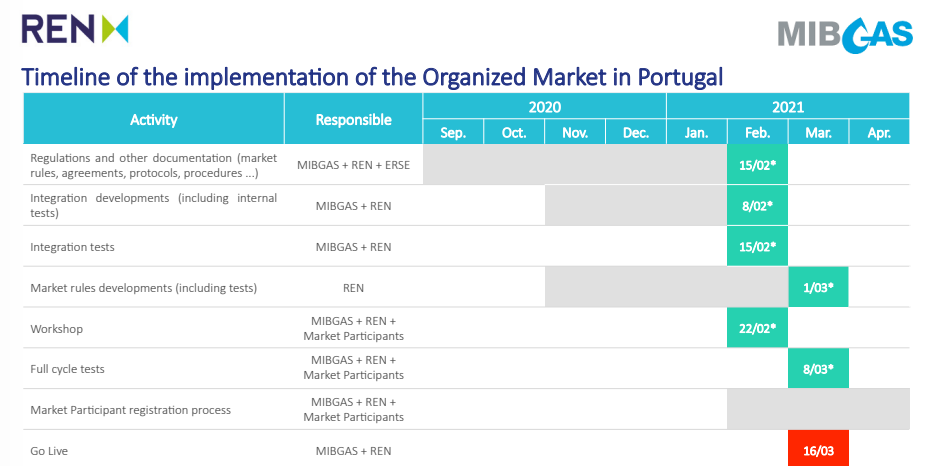 REN
MIBGAS
Timeline of the implementation of the Organized Market in Portugal
Activity Responsible 2020 2021
Sep. Oct. Nov. Dec. Jan. Feb. Mar. Apr.
Regulations and other documentation (market
rules, agreements, protocols, procedures ...)
MIBGAS + REN + ERSE
15/02*
Integration developments (including internal
tests)
MIBGAS + REN
8/02*
Integration tests
MIBGAS + REN
15/02*
Market rules developments (including tests)
REN
1/03*
Workshop
MIBGAS + REN +
Market Participants
22/02*
Full cycle tests
MIBGAS + REN +
Market Participants
8/03*
Market Participant registration process
MIBGAS + REN +
Market Participants
Go Live
MIBGAS + REN
16/03